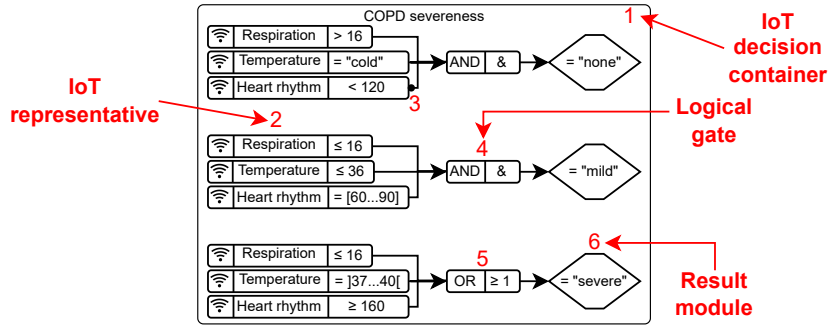 COPD severeness
1
IoT
decision
container
Respiration > 16
Temperature = "cold"
Heart rhythm < 120
3
AND &
= "none"
IoT
representative
2
Logical
gate
4
Respiration ≤ 16
Temperature ≤ 36
Heart rhythm = [60...90]
AND &
= "mild"
5
6
Respiration ≤ 16
Temperature = ]37...40[
Heart rhythm ≥ 160
OR ≥ 1
= "severe"
Result
module